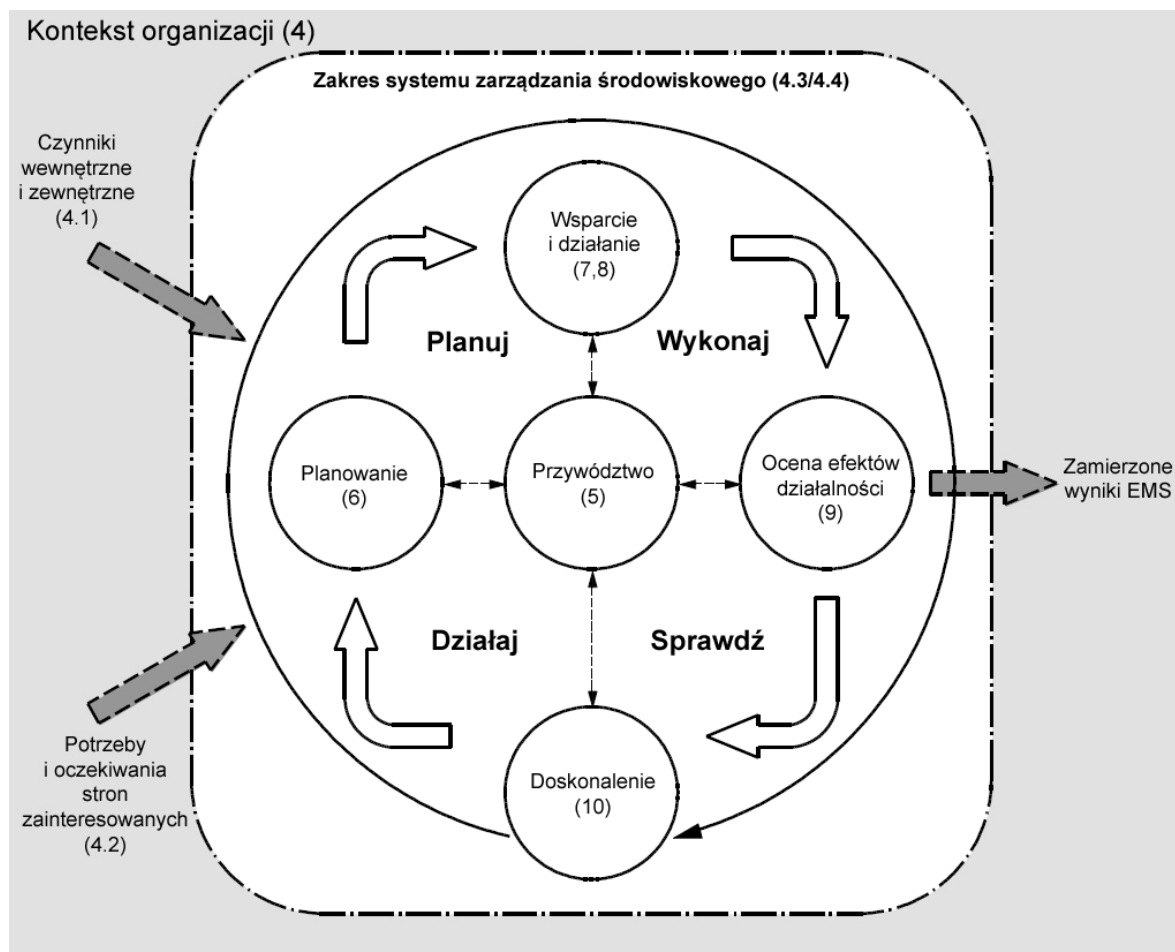 Kontekst organizacji (4)
Zakres systemu zarządzania środowiskowego (4.3/4.4)
Czynniki
wewnętrzne
i zewnętrzne
(4.1)
Wsparcie
i działanie
(7,8)
Planuj
Wykonaj
Planowanie
(6)
Przywództwo
(5)
Ocena efektów
działalności
(9)
Zamierzone
wyniki EMS
Działaj
Sprawdź
Potrzeby
i oczekiwania
stron
zainteresowanych
(4.2)
Doskonalenie
(10)